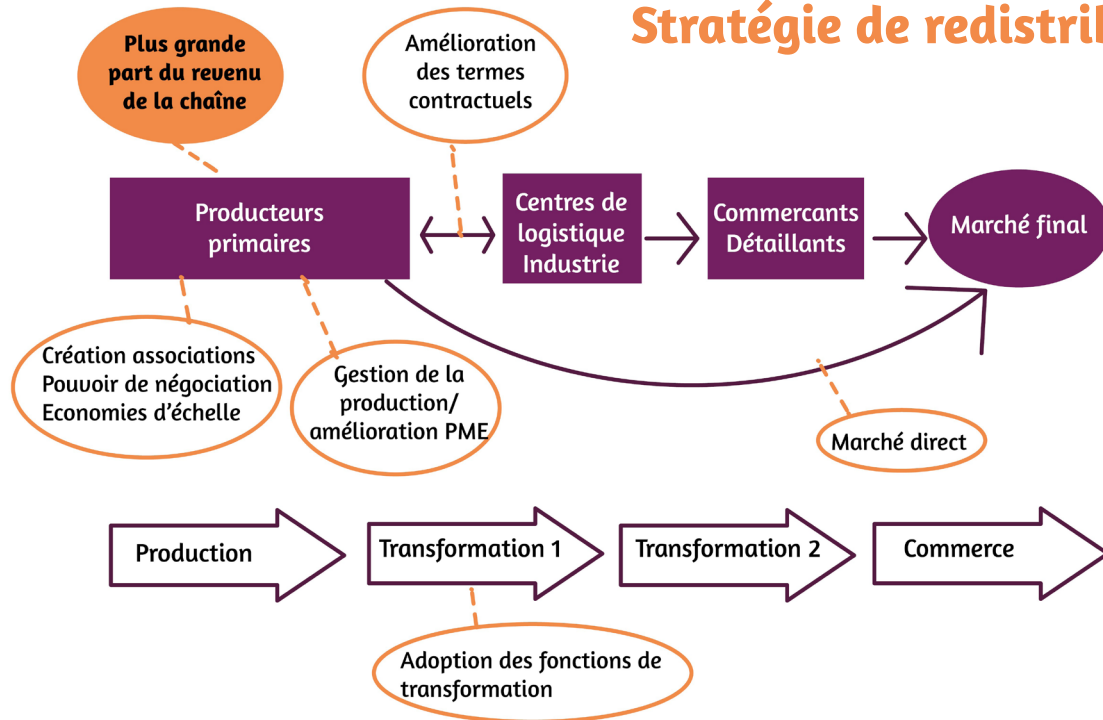 Stratégie de redistril
Plus grande
part du revenu
de la chaîne
Amélioration
des termes
contractuels
Producteurs
primaires
Centres de
logistique
Industrie
Commercants
Détaillants
Marché final
Création associations
Pouvoir de négociation
Economies d'échelle
Gestion de la
production/
amélioration PME
Marché direct
Production
Transformation 1
Transformation 2
Commerce
Adoption des fonctions de
transformation